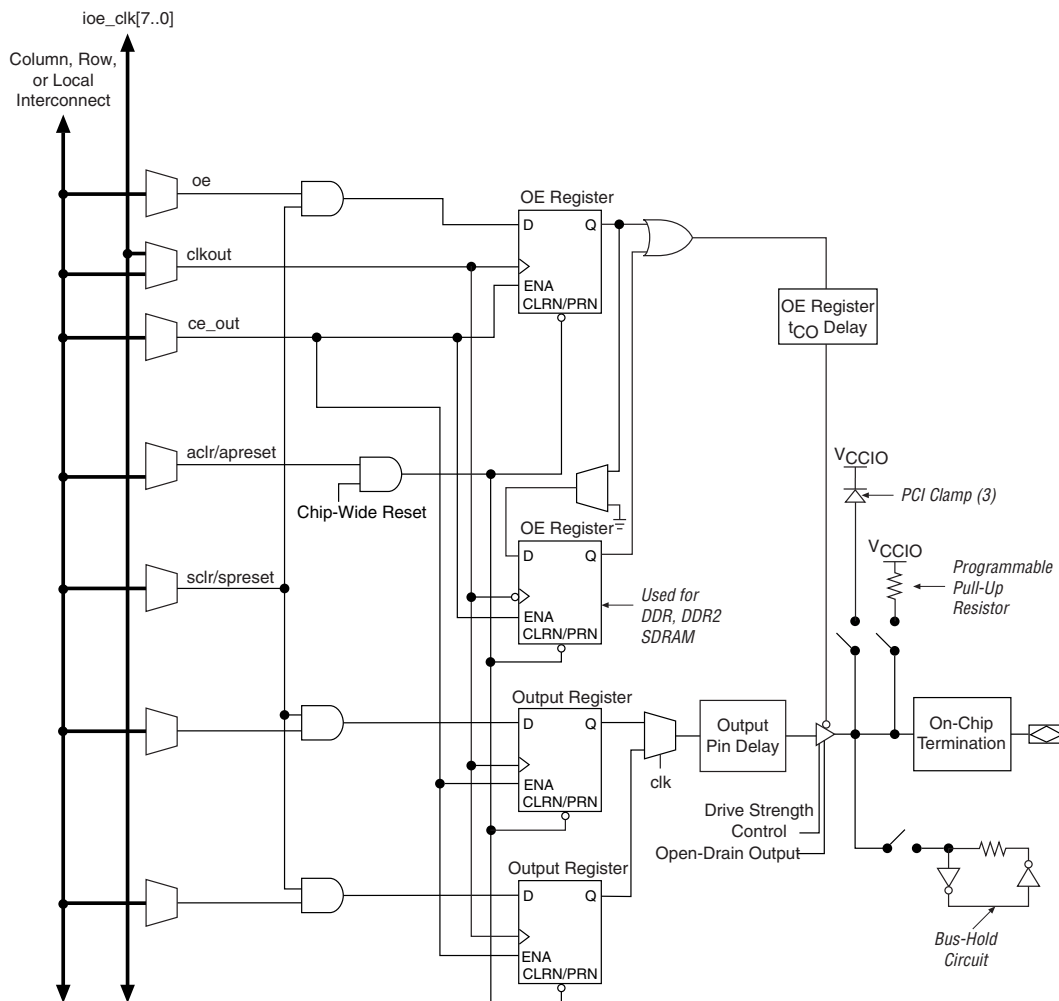 ioe_clk[7..0]
Column, Row,
or Local
Interconnect
oe
OE Register
D Q
clkout
ENA
CLRN/PRN
ce_out
OE Register
tCO Delay
aclr/apreset
Chip-Wide Reset
VCCIO
PCI Clamp (3)
OE Register
D Q
VCCIO
Programmable
Pull-Up
Resistor
sclr/spreset
ENA
CLRN/PRN
Used for
DDR, DDR2
SDRAM
Output Register
D Q
ENA
CLRN/PRN
clk
Output
Pin Delay
On-Chip
Termination
Drive Strength
Control
Open-Drain Output
Output Register
D Q
ENA
CLRN/PRN
Bus-Hold
Circuit